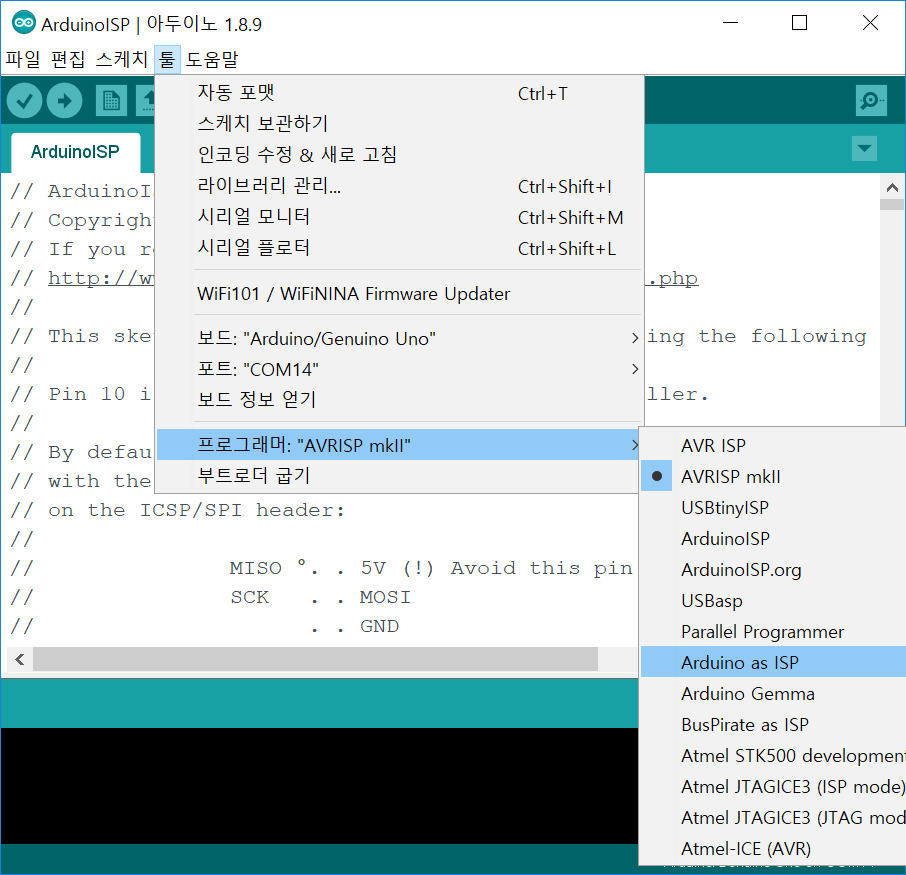 ArduinoISP | 아두이노 1.8.9
파일 편집 스케치 툴 도움말
자동 포맷 Ctrl+T
스케치 보관하기
인코딩 수정 & 새로 고침
라이브러리 관리... Ctrl+Shift+I
시리얼 모니터 Ctrl+Shift+M
시리얼 플로터 Ctrl+Shift+L
WiFi101 / WiFiNINA Firmware Updater
보드: "Arduino/Genuino Uno"
포트: "COM14"
보드 정보 얻기
프로그래머: "AVRISP mkII"
부트로더 굽기
AVR ISP
AVRISP mkII
USBtinyISP
ArduinoISP
ArduinoISP.org
USBasp
Parallel Programmer
Arduino as ISP
Arduino Gemma
BusPirate as ISP
Atmel STK500 development
Atmel JTAGICE3 (ISP mode)
Atmel JTAGICE3 (JTAG mod
Atmel-ICE (AVR)
ArduinoISP
// ArduinoI
// Copyrigh
// If you r
// http://w .php
//
// This ske ing the following
//
// Pin 10 i ller.
//
// By defau
// with the
// on the ICSP/SPI header:
//
// MISO °. . 5V (!) Avoid this pin
// SCK . . MOSI
// . . GND